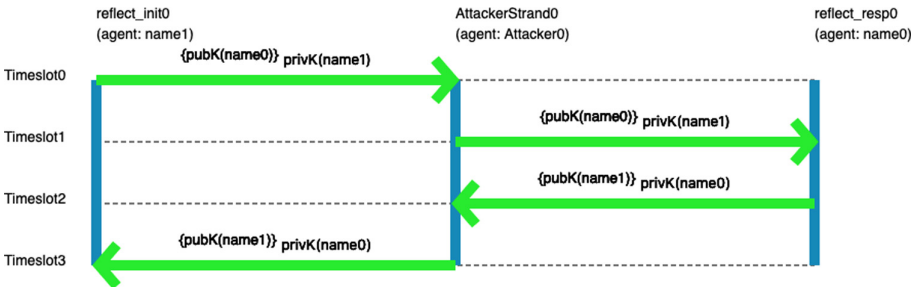 reflect_init0 AttackerStrand0 reflect_resp0
(agent: name1) (agent: Attacker0) (agent: name0)
{pubK(name0)} privK(name1)
Timeslot0
{pubK(name0)} privK(name1)
Timeslot1
{pubK(name1)} privK(name0)
Timeslot2
{pubK(name1)} privK(name0)
Timeslot3